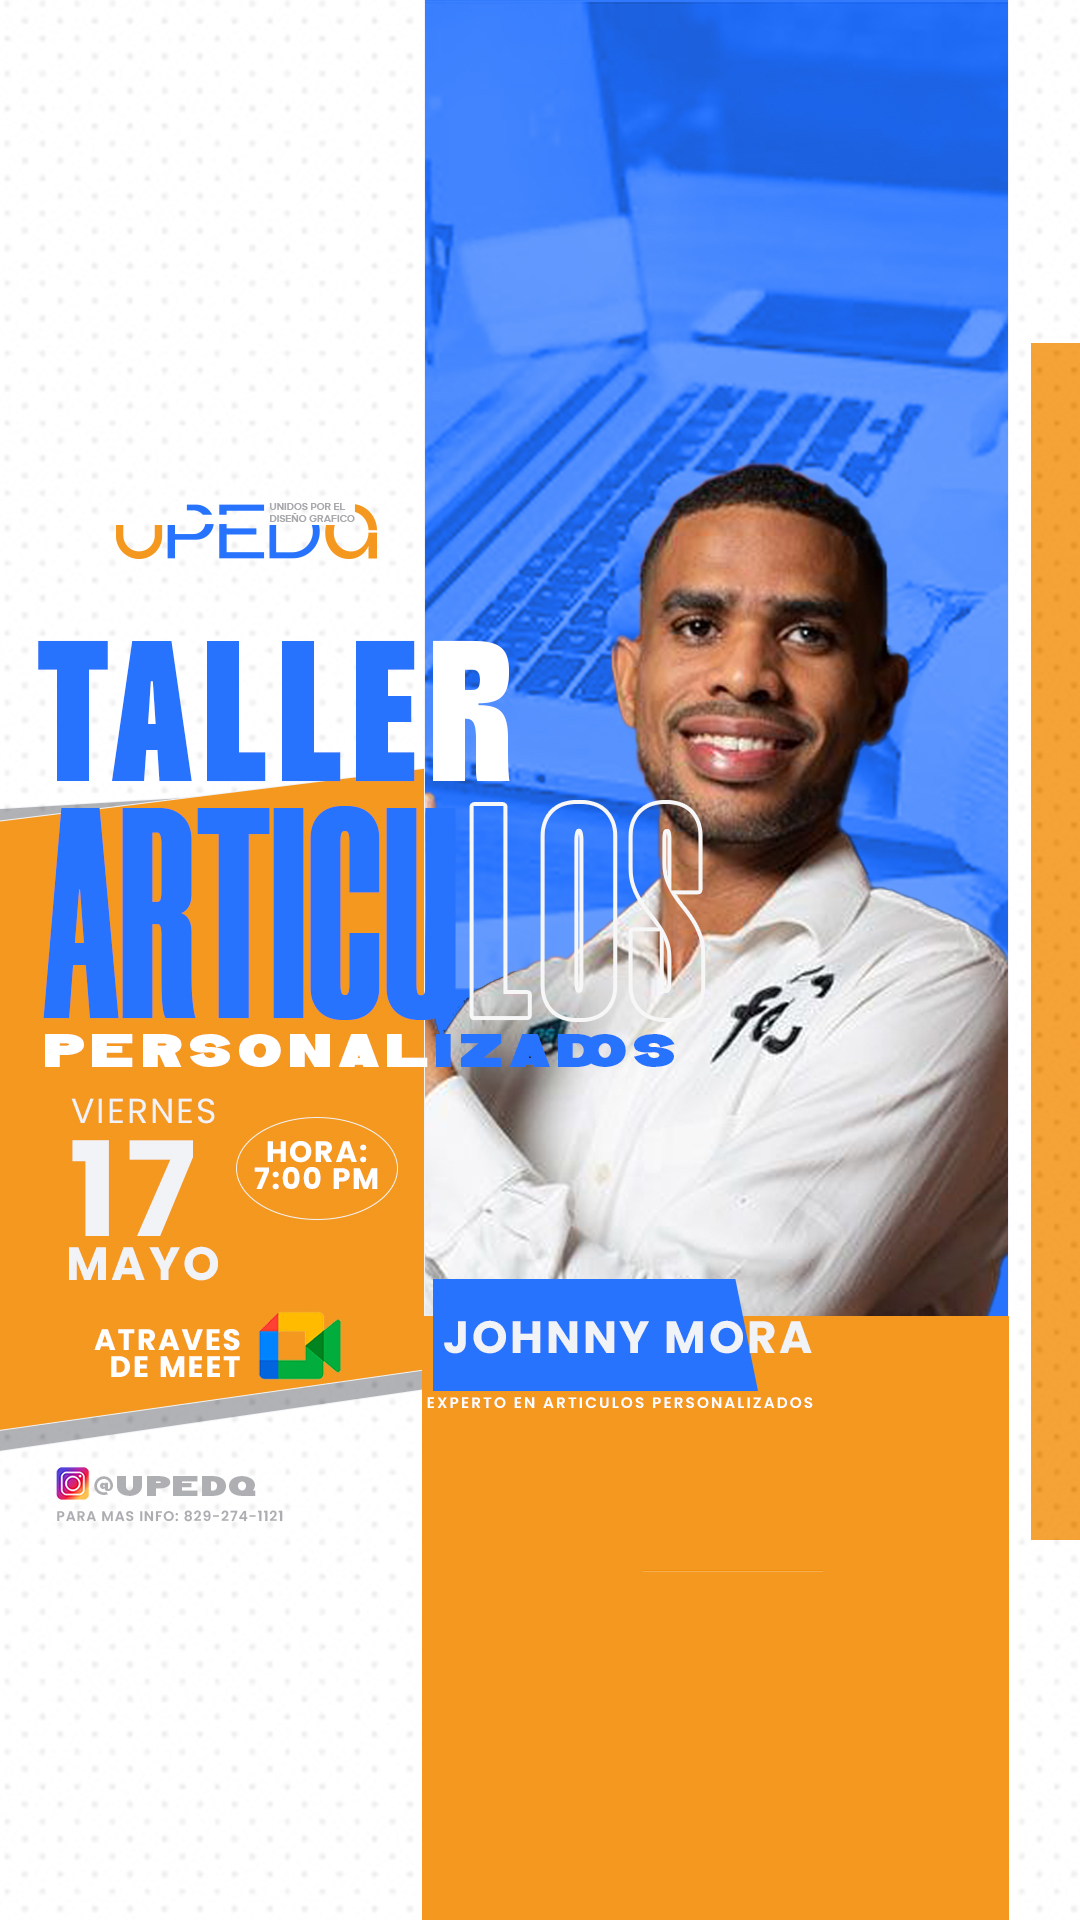 UPEDQ
UNIDOS POR EL
DISEÑO GRAFICO
TALLER
ARTICULOS
PERSONALIZADOS
VIERNES
17
MAYO
HORA:
7:00 PM
ATRAVES
DE MEET
JOHNNY MORA
EXPERTO EN ARTICULOS PERSONALIZADOS
@UPEDQ
PARA MAS INFO: 829-274-1121